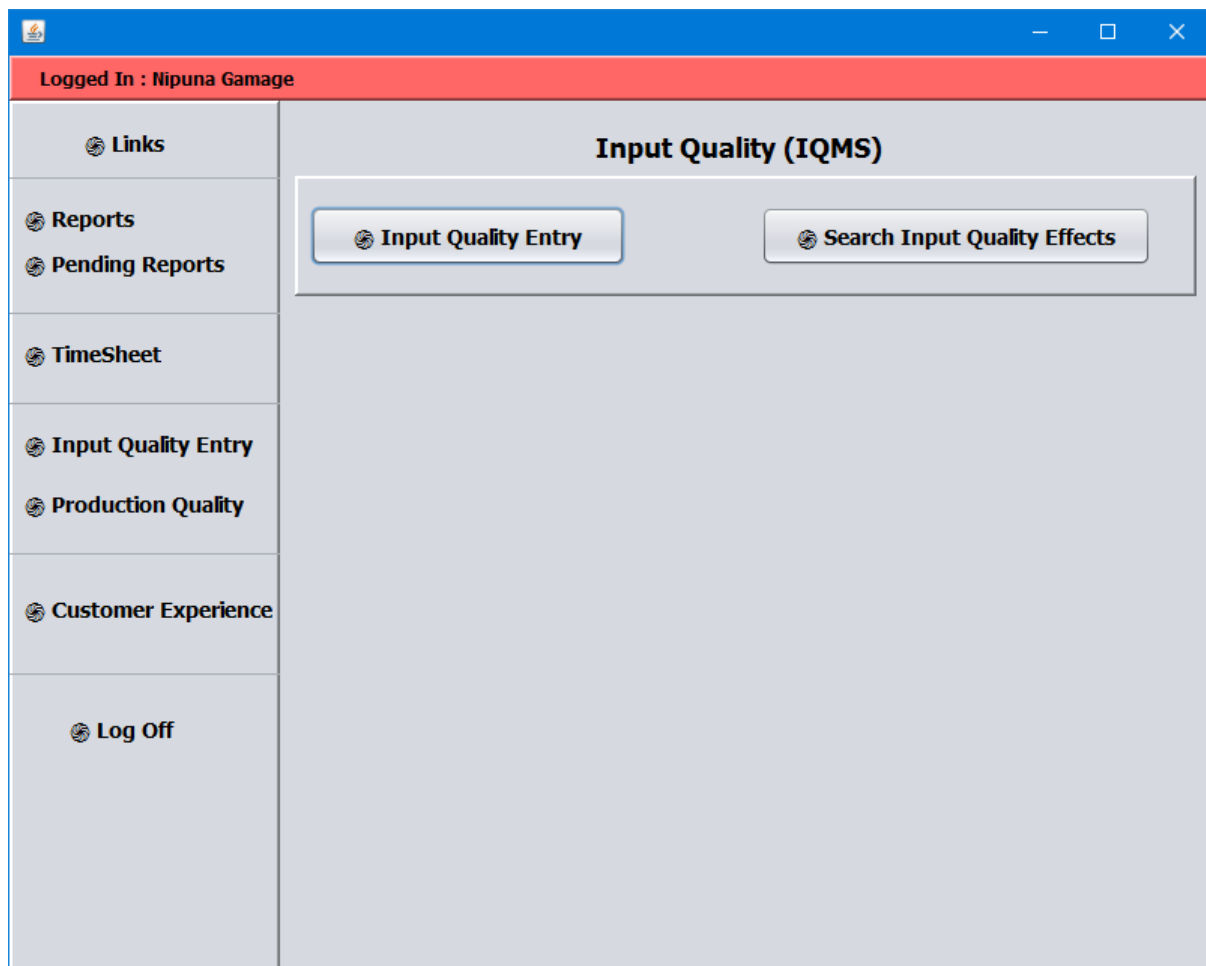 Logged In : Nipuna Gamage
Links
Reports
Pending Reports
TimeSheet
Input Quality Entry
Production Quality
Customer Experience
Log Off
Input Quality (IQMS)
Input Quality Entry
Search Input Quality Effects